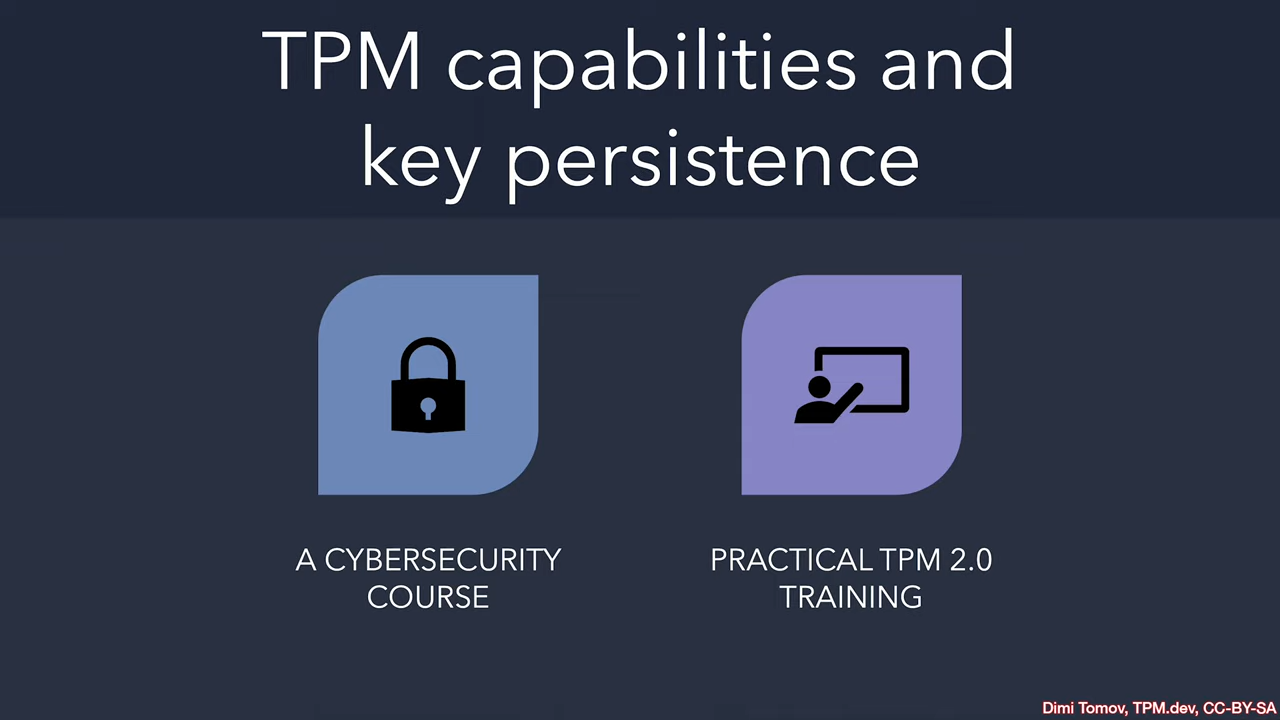 TPM capabilities and
key persistence
A CYBERSECURITY
COURSE
PRACTICAL TPM 2.0
TRAINING
Dimi Tomov, TPM.dev, CC-BY-SA